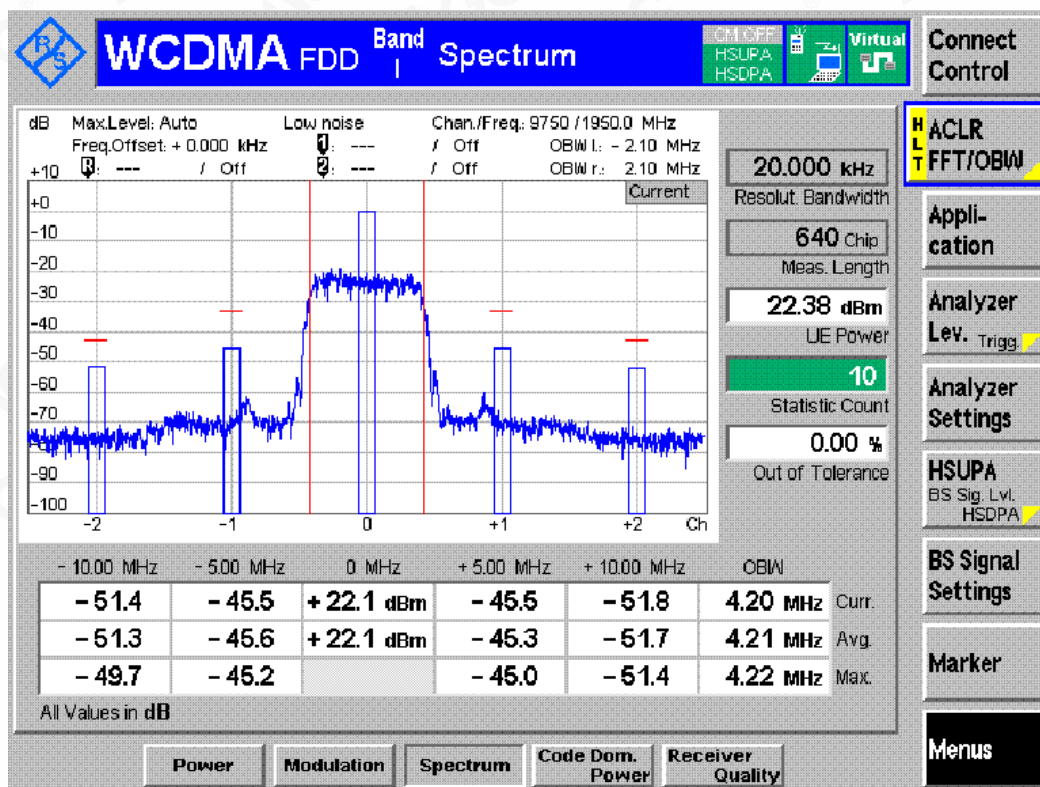 R&S
WCDMA FDD Band I Spectrum
CM:OFF
HSUPA
HSDPA
Virtual
Connect Control
dB Max.Level: Auto Low noise Chan./Freq.: 9750 / 1950.0 MHz
Freq.Offset: + 0.000 kHz 1: --- / Off OBW l.: - 2.10 MHz
R: --- / Off 2: --- / Off OBW r.: 2.10 MHz
Current
+10
+0
-10
-20
-30
-40
-50
-60
-70
-80
-90
-100
-2 -1 0 +1 +2 Ch
20.000 kHz
Resolut. Bandwidth
640 Chip
Meas. Length
22.38 dBm
UE Power
10
Statistic Count
0.00 %
Out of Tolerance
- 10.00 MHz - 5.00 MHz 0 MHz + 5.00 MHz + 10.00 MHz OBW
- 51.4 - 45.5 + 22.1 dBm - 45.5 - 51.8 4.20 MHz Curr.
- 51.3 - 45.6 + 22.1 dBm - 45.3 - 51.7 4.21 MHz Avg.
- 49.7 - 45.2 - 45.0 - 51.4 4.22 MHz Max.
All Values in dB
HLT
ACLR
FFT/OBW
Appli-
cation
Analyzer
Lev. Trigg.
Analyzer
Settings
HSUPA
BS Sig. Lvl.
HSDPA
BS Signal
Settings
Marker
Menus
Power
Modulation
Spectrum
Code Dom.
Power
Receiver
Quality